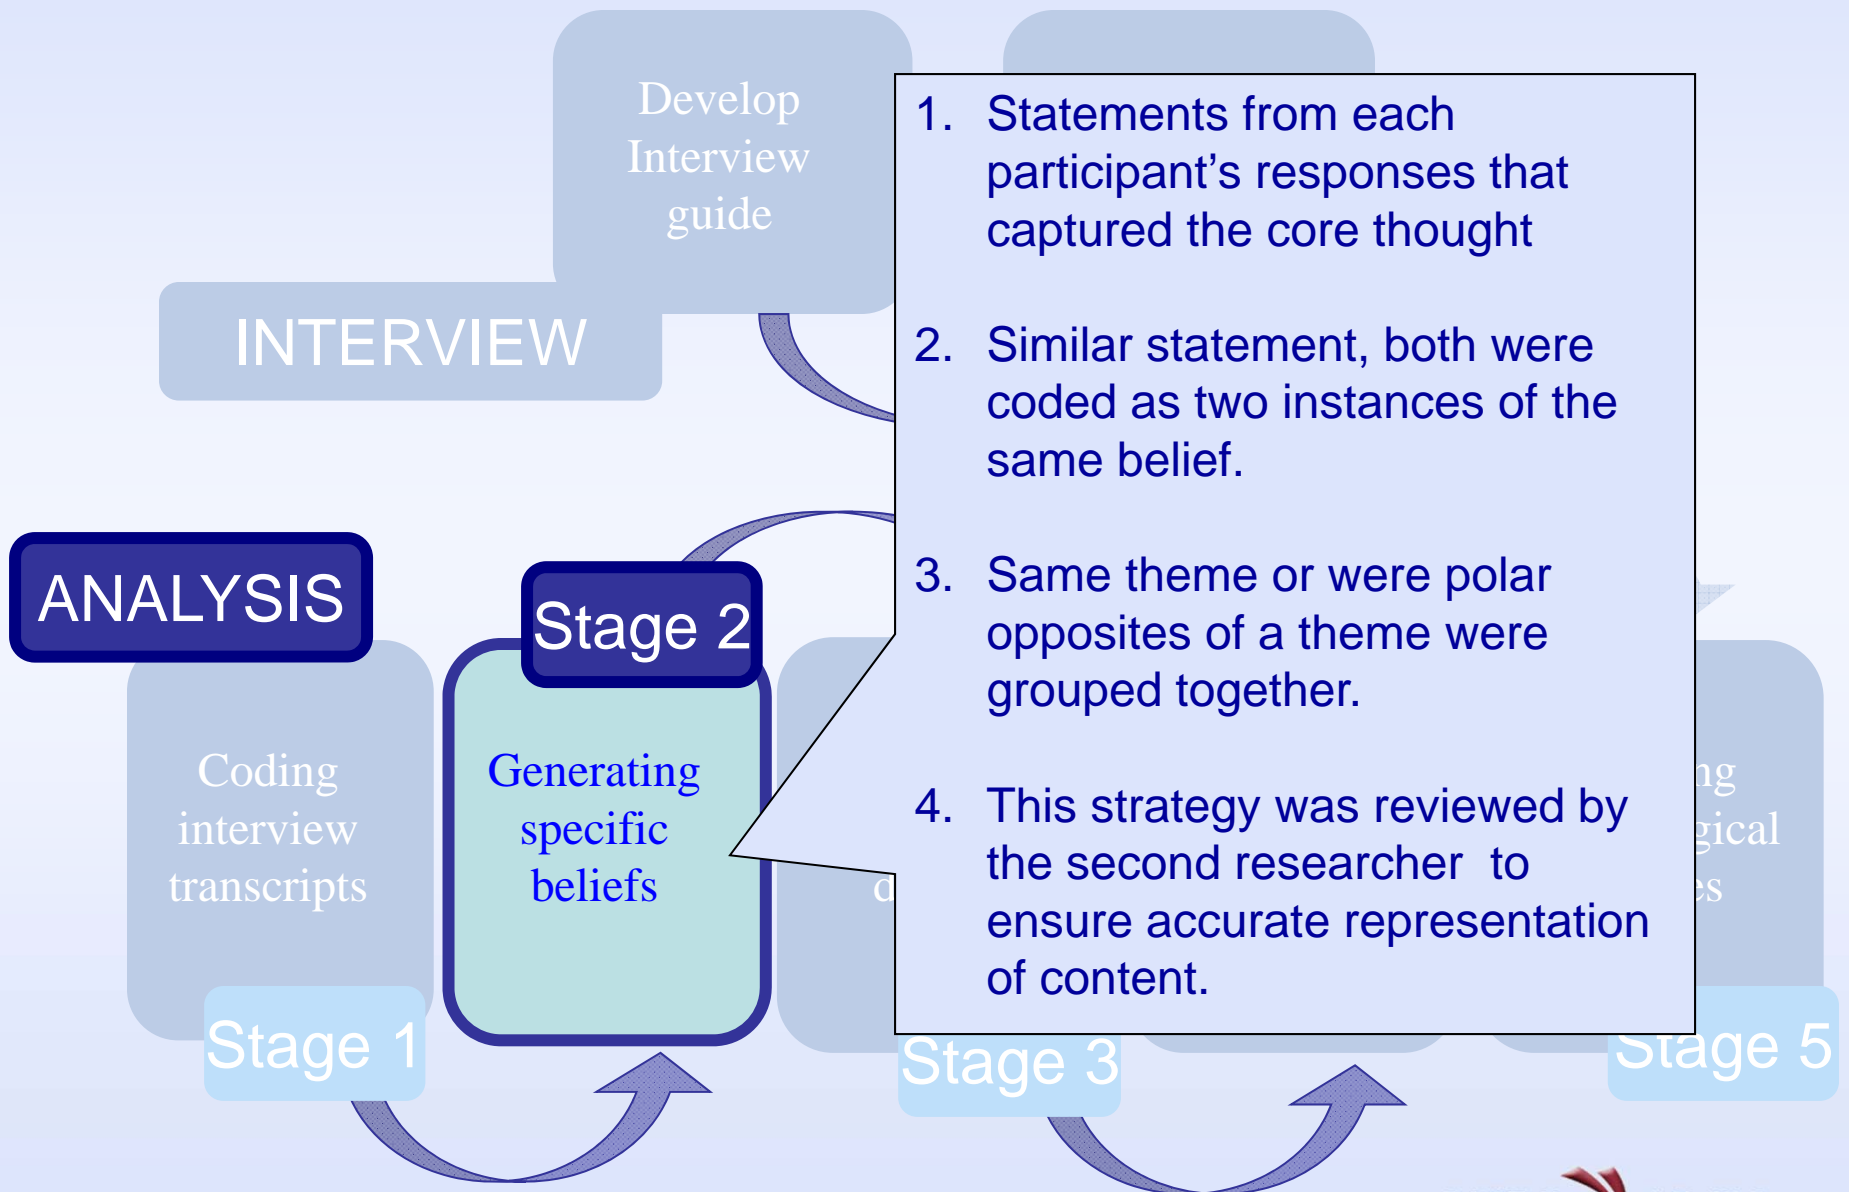 Develop
Interview
guide
INTERVIEW
1. Statements from each
participant’s responses that
captured the core thought
2. Similar statement, both were
coded as two instances of the
same belief.
3. Same theme or were polar
opposites of a theme were
grouped together.
4. This strategy was reviewed by
the second researcher to
ensure accurate representation
of content.
ANALYSIS
Stage 2
Coding
interview
transcripts
Generating
specific
beliefs
Stage 1
Stage 3
Stage 5